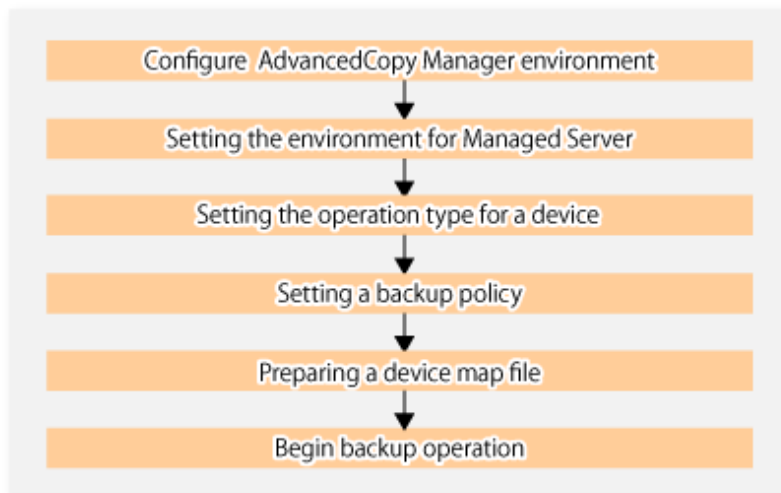 Configure AdvancedCopy Manager environment
Setting the environment for Managed Server
Setting the operation type for a device
Setting a backup policy
Preparing a device map file
Begin backup operation